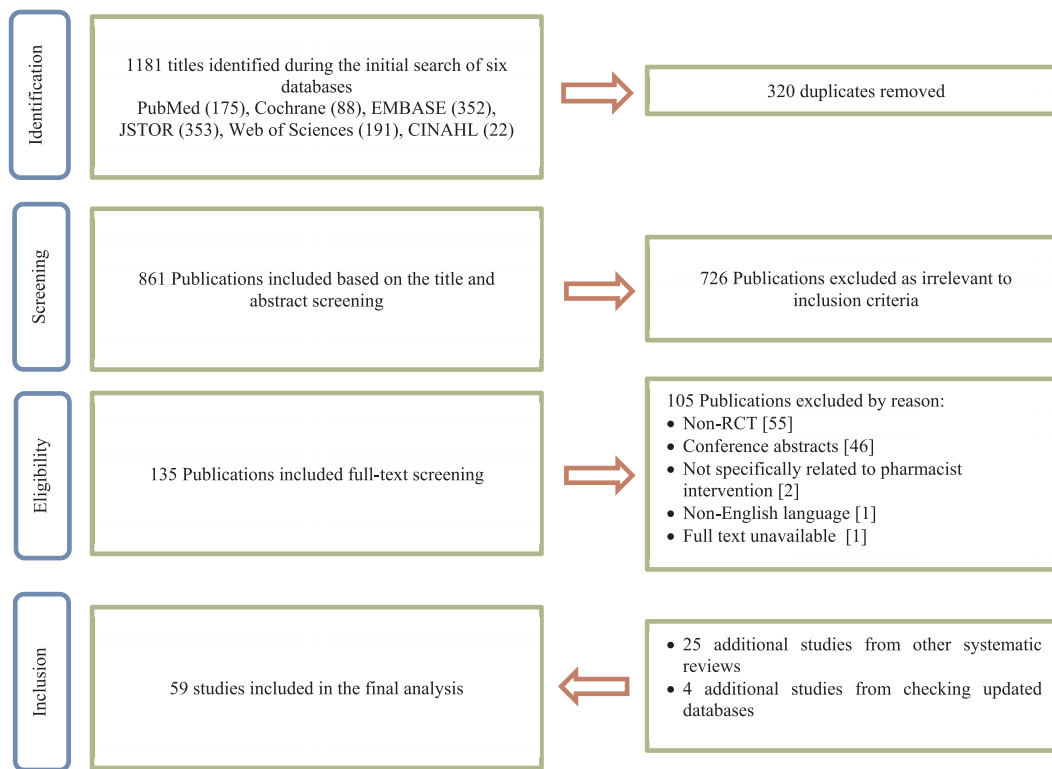 Identification
1181 titles identified during the initial search of six
databases
PubMed (175), Cochrane (88), EMBASE (352),
JSTOR (353), Web of Sciences (191), CINAHL (22)
320 duplicates removed
Screening
861 Publications included based on the title and
abstract screening
726 Publications excluded as irrelevant to
inclusion criteria
Eligibility
135 Publications included full-text screening
105 Publications excluded by reason:
• Non-RCT [55]
• Conference abstracts [46]
• Not specifically related to pharmacist
intervention [2]
• Non-English language [1]
• Full text unavailable [1]
Inclusion
59 studies included in the final analysis
• 25 additional studies from other systematic
reviews
• 4 additional studies from checking updated
databases